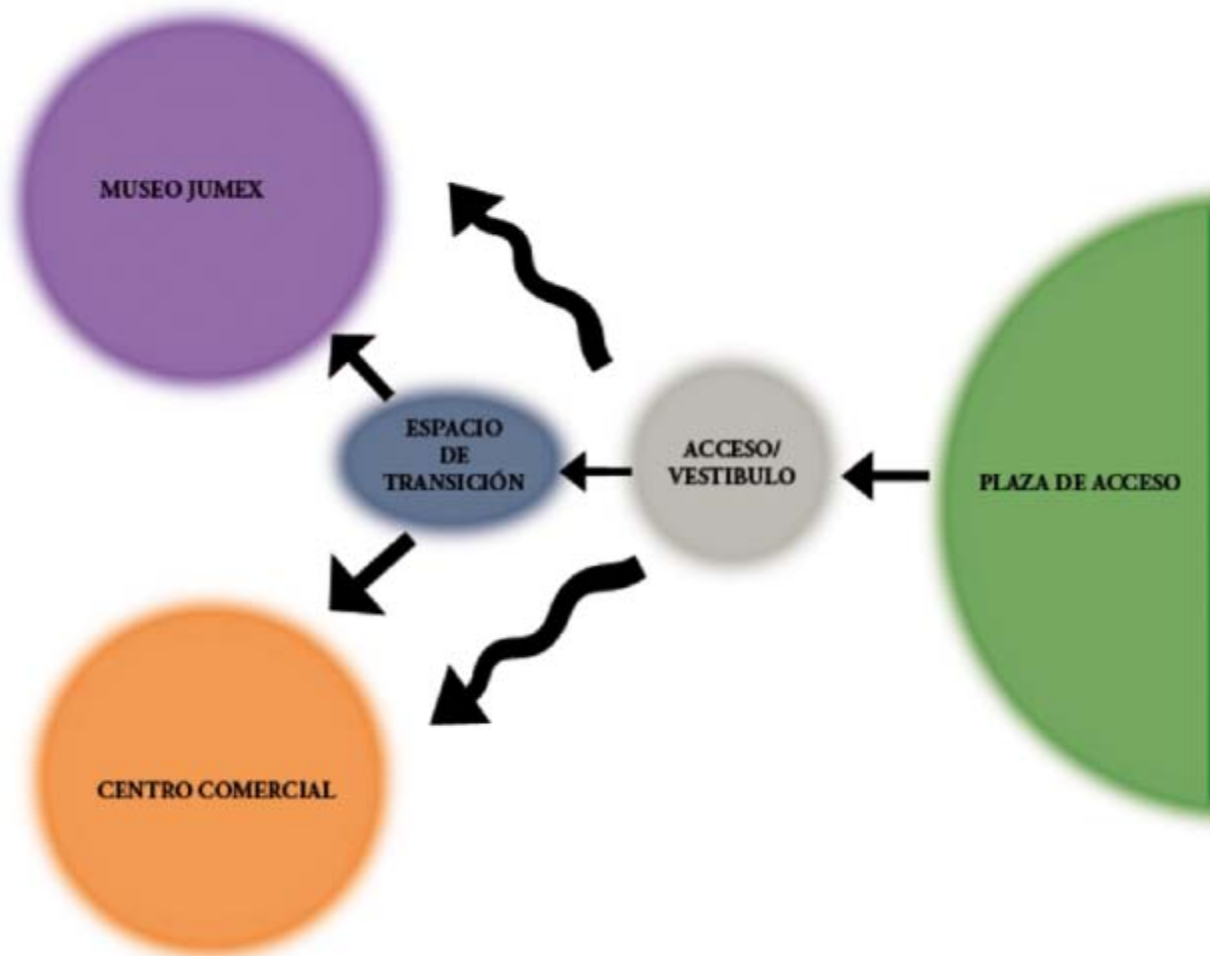 MUSEO JUMEX
ESPACIO
DE
TRANSICIÓN
ACCESO/
VESTIBULO
PLAZA DE ACCESO
CENTRO COMERCIAL